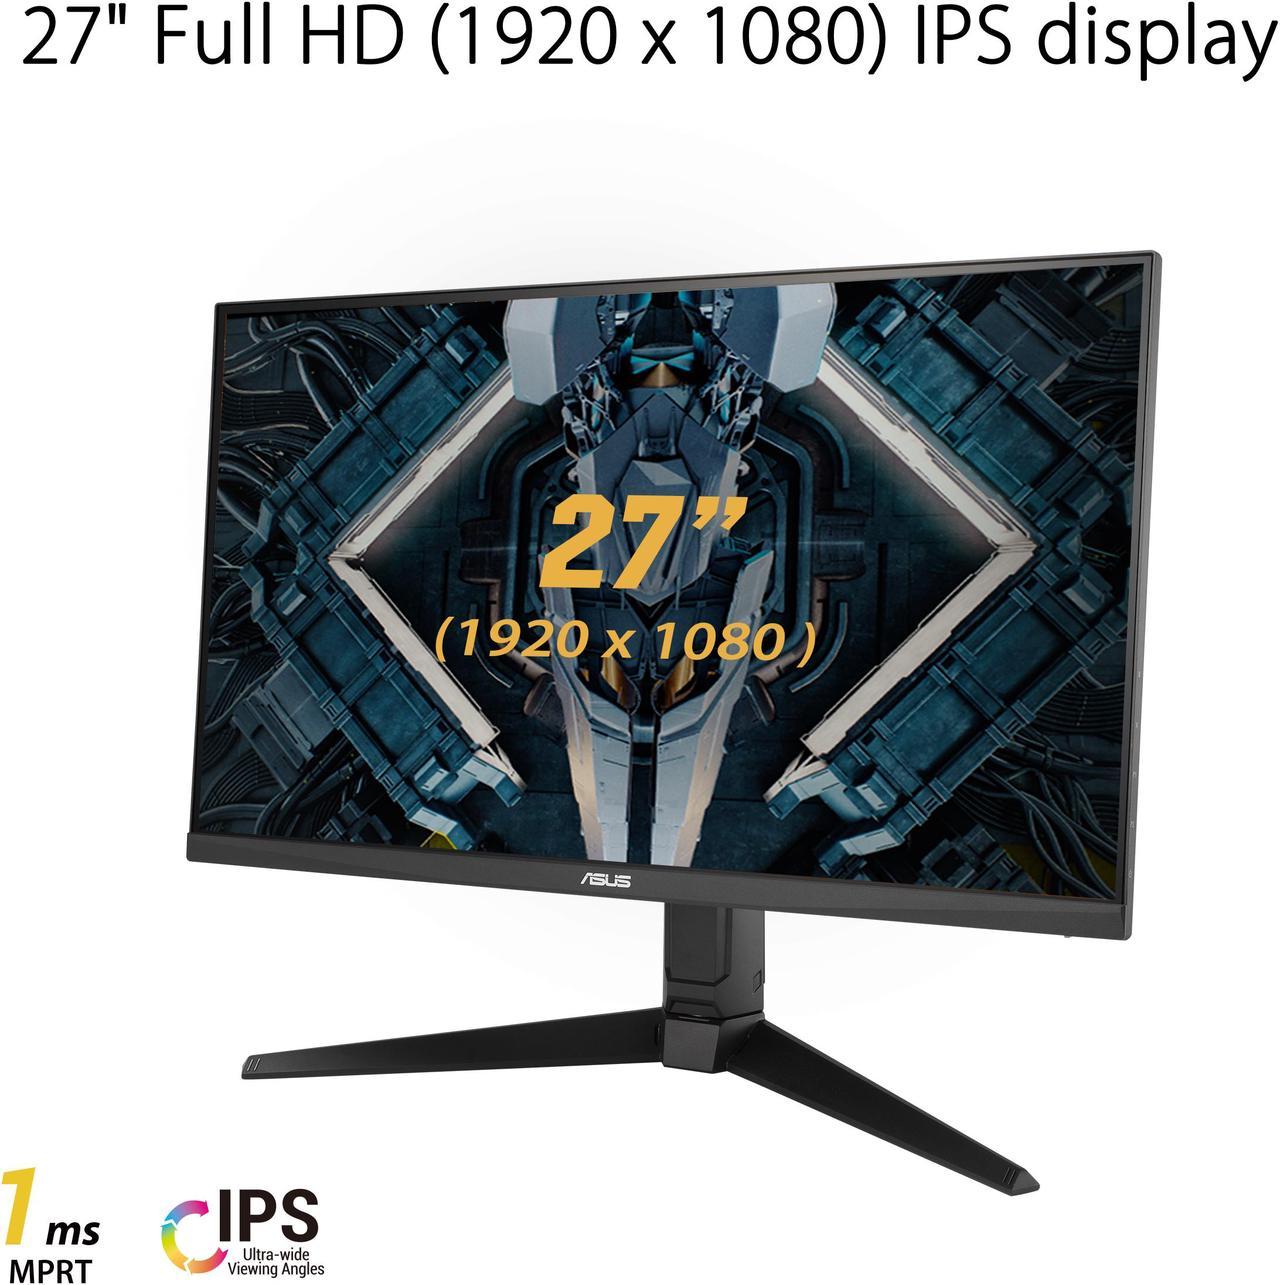 27" Full HD (1920 x 1080) IPS display
27”
(1920 x 1080 )
ASUS
1 ms
MPRT
IPS
Ultra-wide
Viewing Angles